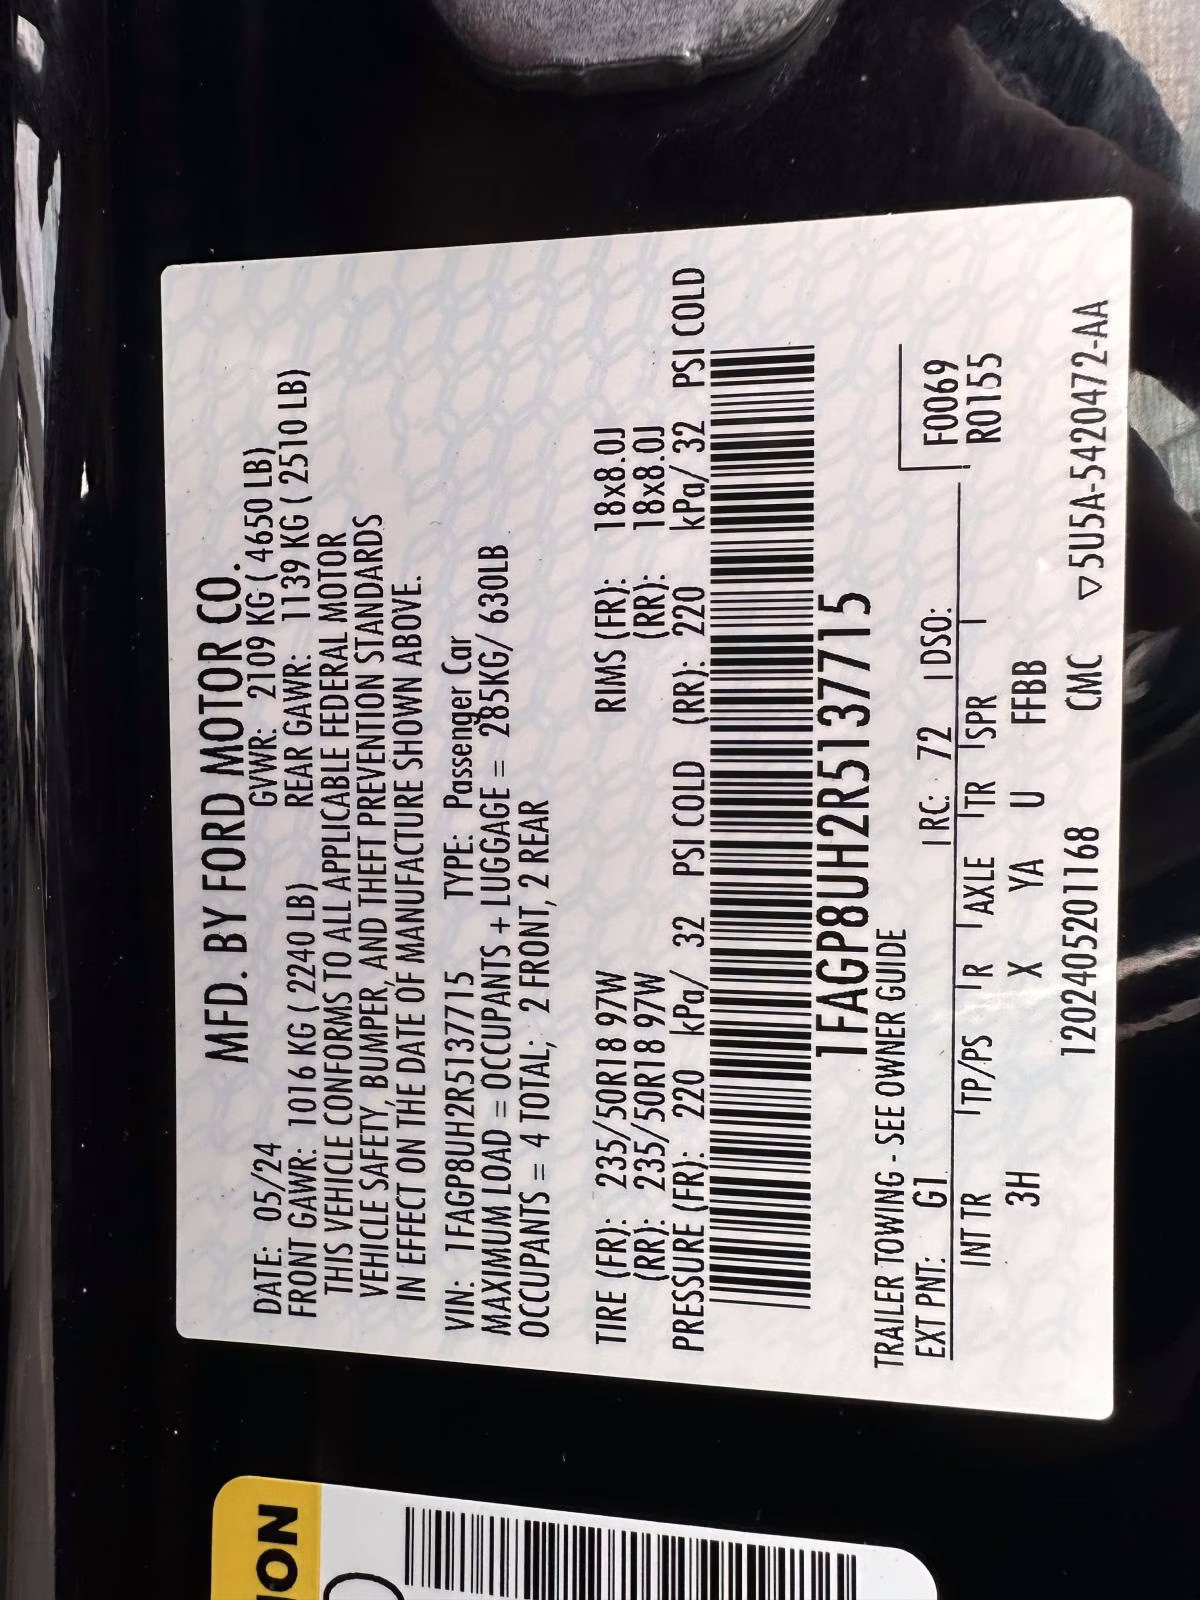 MFD. BY FORD MOTOR CO.
DATE: 05/24 GVWR: 2109 KG ( 4650 LB)
FRONT GAWR: 1016 KG ( 2240 LB) REAR GAWR: 1139 KG ( 2510 LB)
THIS VEHICLE CONFORMS TO ALL APPLICABLE FEDERAL MOTOR
VEHICLE SAFETY, BUMPER, AND THEFT PREVENTION STANDARDS
IN EFFECT ON THE DATE OF MANUFACTURE SHOWN ABOVE.
VIN: 1FAGP8UH2R5137715 TYPE: Passenger Car
MAXIMUM LOAD = OCCUPANTS + LUGGAGE = 285KG/ 630LB
OCCUPANTS = 4 TOTAL; 2 FRONT, 2 REAR
TIRE (FR): 235/50R18 97W RIMS (FR): 18x8.0J
(RR): 235/50R18 97W (RR): 18x8.0J
PRESSURE (FR): 220 kPa/ 32 PSI COLD (RR): 220 kPa/ 32 PSI COLD
1FAGP8UH2R5137715
TRAILER TOWING - SEE OWNER GUIDE
EXT PNT: G1 RC: 72 DSO: F0069
R0155
INT TR TP/PS R AXLE TR SPR
3H X YA U FFBB
1202405201168 CMC ▽5U5A-5420472-AA
ION